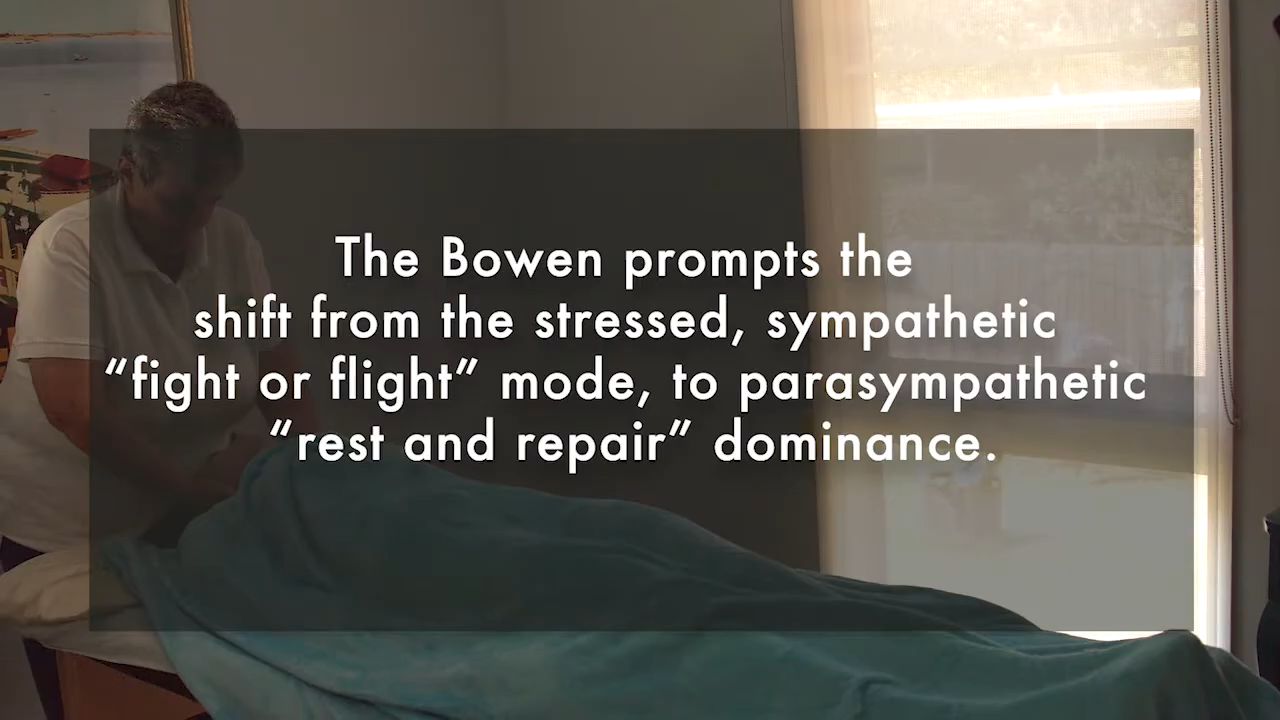 The Bowen prompts the
shift from the stressed, sympathetic
“fight or flight” mode, to parasympathetic
“rest and repair” dominance.